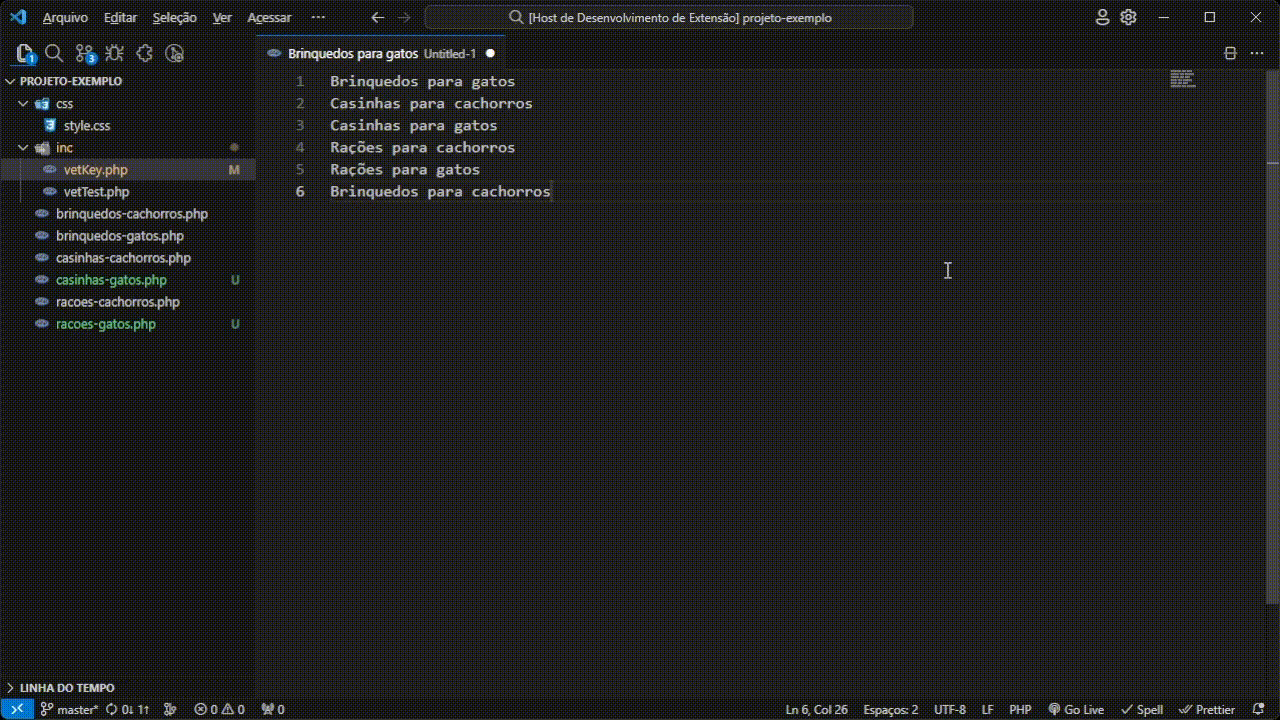 Arquivo Editar Seleção Ver Acessar ···
[Host de Desenvolvimento de Extensão] projeto-exemplo
1 3
Brinquedos para gatos Untitled-1
PROJETO-EXEMPLO
css
style.css
inc
vetKey.php M
vetTest.php
brinquedos-cachorros.php
brinquedos-gatos.php
casinhas-cachorros.php
casinhas-gatos.php U
racoes-cachorros.php
racoes-gatos.php U
1 Brinquedos para gatos
2 Casinhas para cachorros
3 Casinhas para gatos
4 Rações para cachorros
5 Rações para gatos
6 Brinquedos para cachorros
LINHA DO TEMPO
master* 0↓ 1↑ 0 0 0 Ln 6, Col 26 Espaços: 2 UTF-8 LF PHP Go Live Spell Prettier